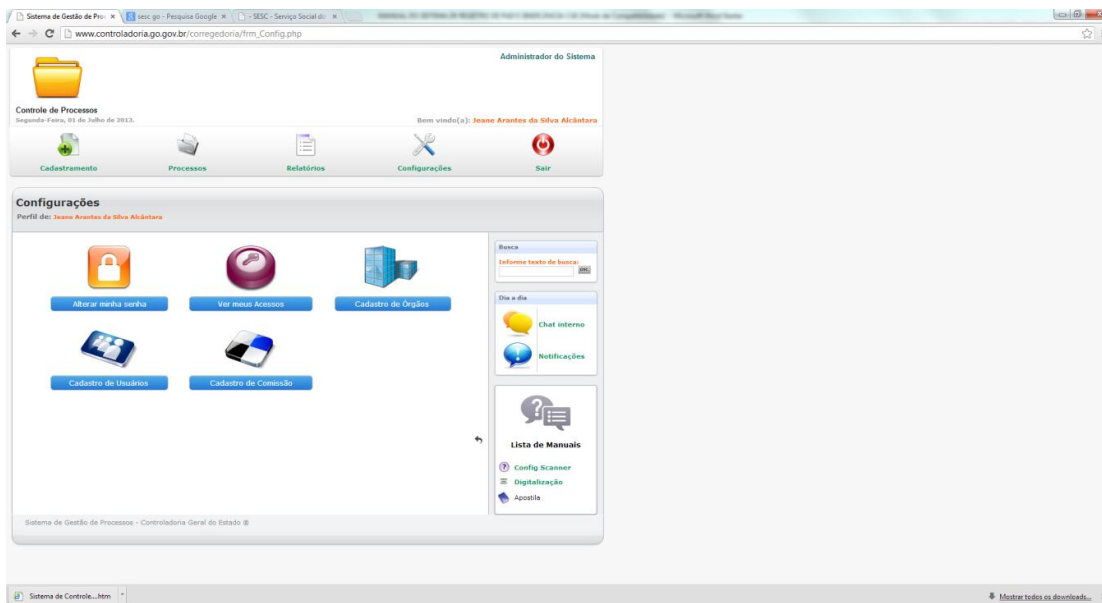 Sistema de Gestão de Proc
sesc go - Pesquisa Google
- SESC - Serviço Social do
www.controladoria.go.gov.br/corregedoria/frm_Config.php
Administrador do Sistema
Controle de Processos
Segunda-Feira, 01 de Julho de 2013.
Bem vindo(a): Jeane Arantes da Silva Alcântara
Cadastramento
Processos
Relatórios
Configurações
Sair
Configurações
Perfil de: Jeane Arantes da Silva Alcântara
Alterar minha senha
Ver meus Acessos
Cadastro de Órgãos
Cadastro de Usuários
Cadastro de Comissão
Busca
Informe texto de busca:
Dia a dia
Chat interno
Notificações
Lista de Manuais
Config Scanner
Digitalização
Apostila
Sistema de Gestão de Processos - Controladoria Geral do Estado ®
Sistema de Controle....htm
Mostrar todos os downloads...